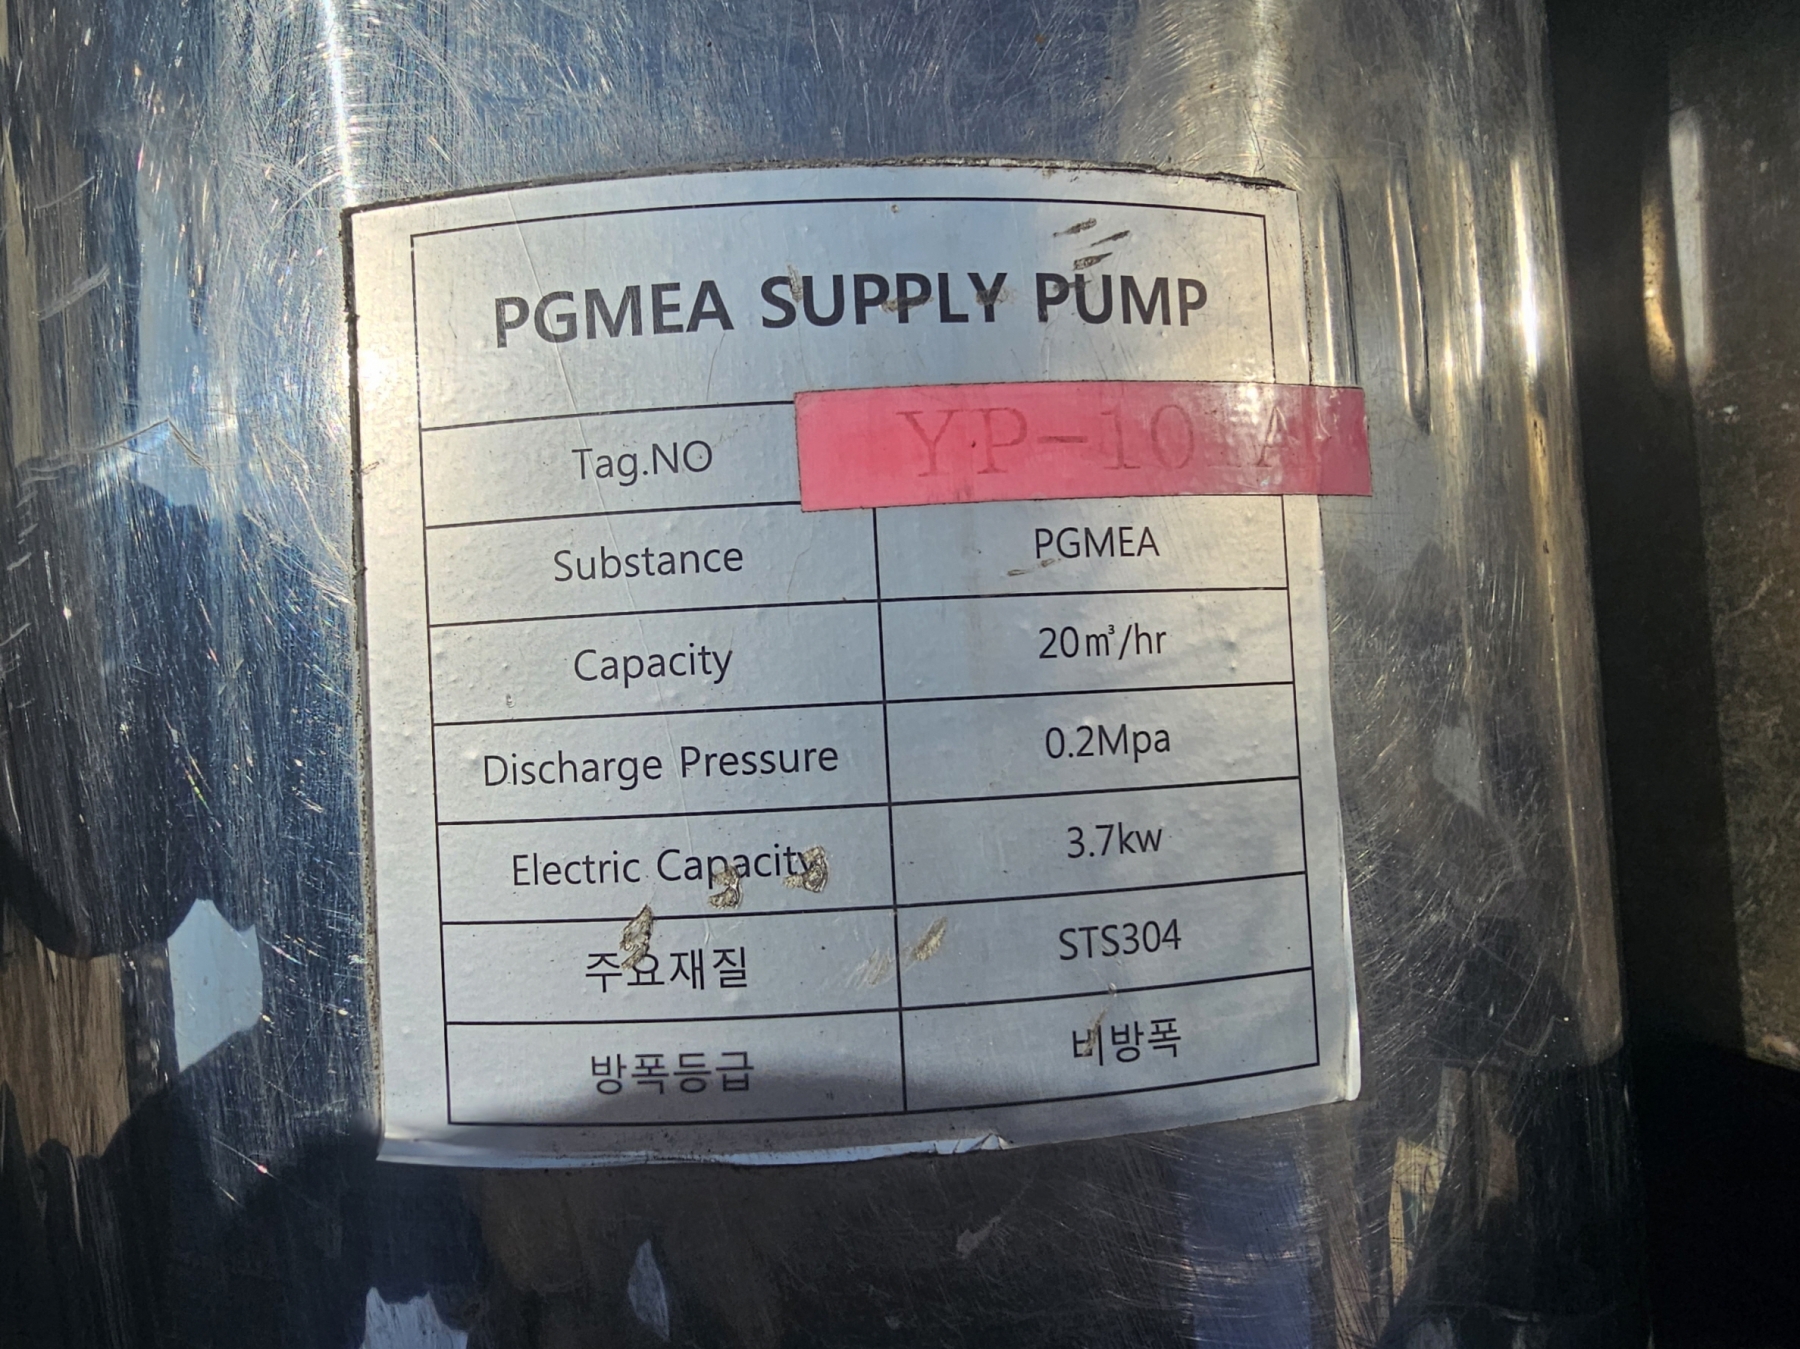 PGMEA SUPPLY PUMP
Tag.NO
Substance PGMEA
Capacity 20㎥/hr
Discharge Pressure 0.2Mpa
Electric Capacity 3.7kw
주요재질 STS304
방폭등급 비방폭